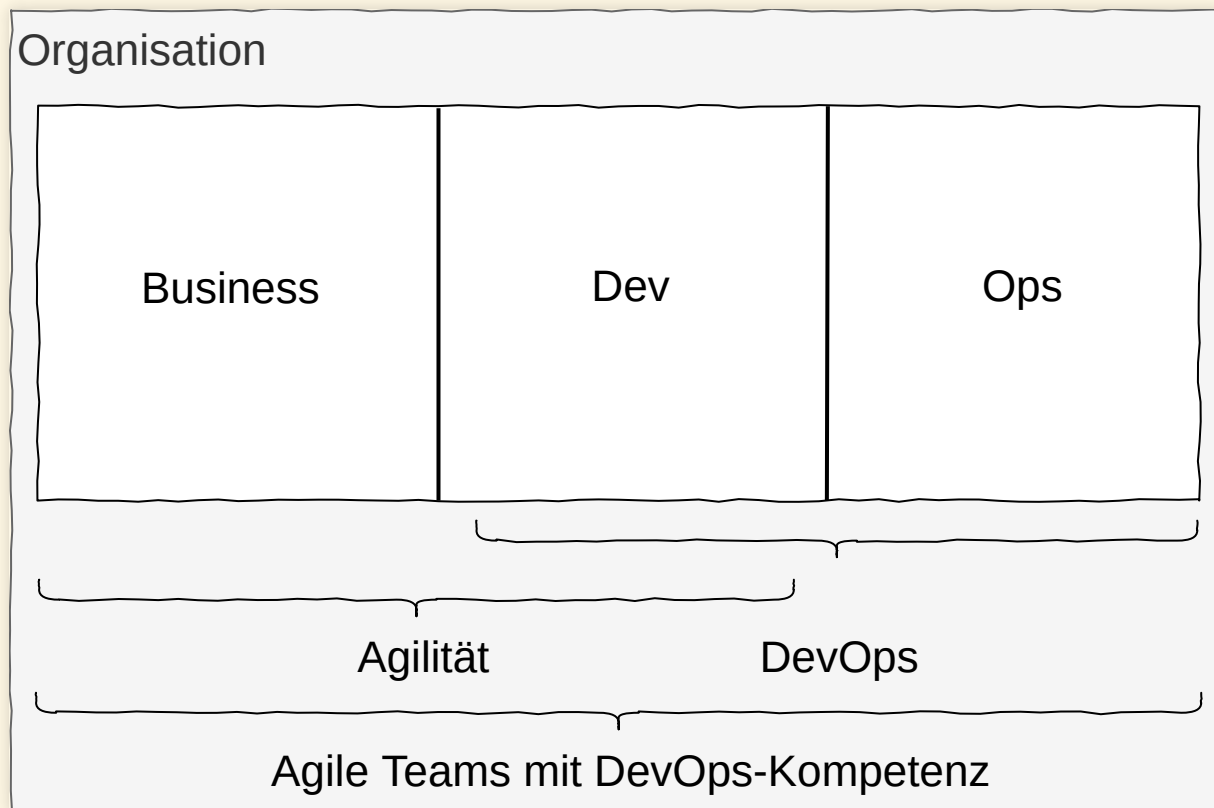 Organisation
Business
Dev
Ops
Agilität
DevOps
Agile Teams mit DevOps-Kompetenz